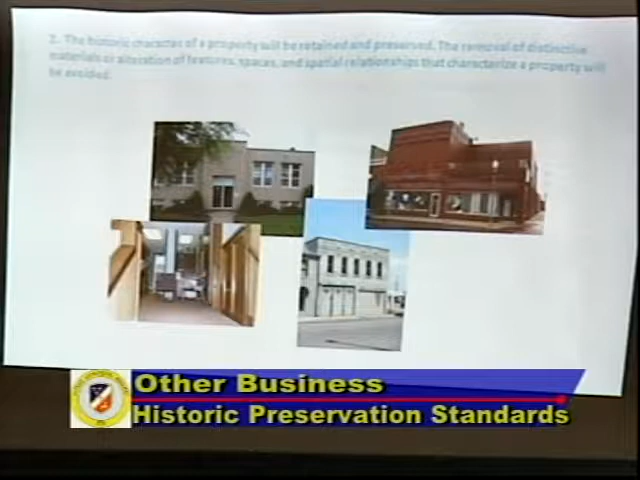 2. The historic character of a property will be retained and preserved. The removal of distinctive
materials or alteration of features, spaces, and spatial relationships that characterize a property will
be avoided.
Other Business
Historic Preservation Standards